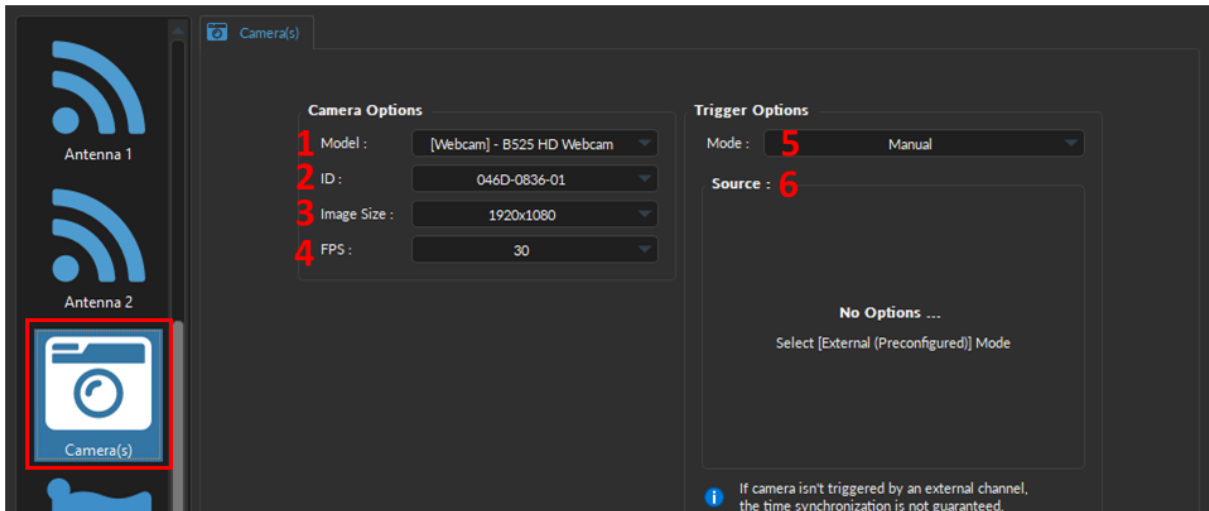 Antenna 1
Antenna 2
Camera(s)
Camera(s)
Camera Options
1 Model : [Webcam] - B525 HD Webcam
2 ID : 046D-0836-01
3 Image Size : 1920x1080
4 FPS : 30
Trigger Options
Mode : 5 Manual
Source : 6
No Options ...
Select [External (Preconfigured)] Mode
If camera isn't triggered by an external channel,
the time synchronization is not guaranteed.